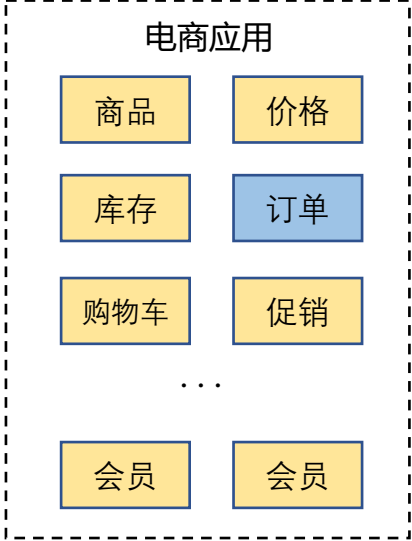 电商应用
商品 价格
库存 订单
购物车 促销
...
会员 会员